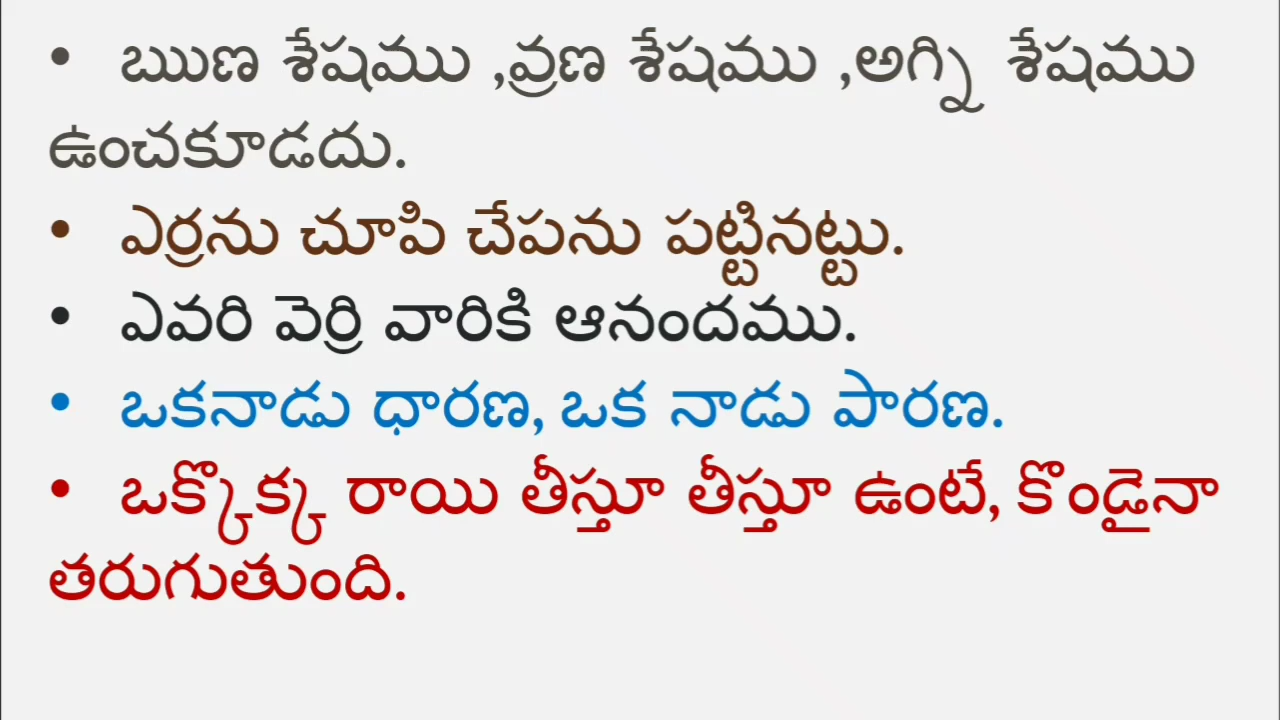 • ఋణ శేషము ,వ్రణ శేషము ,అగ్ని శేషము
ఉంచకూడదు.
• ఎర్రను చూపి చేపను పట్టినట్టు.
• ఎవరి వెర్రి వారికి ఆనందము.
• ఒకనాడు ధారణ, ఒక నాడు పారణ.
• ఒక్కొక్క రాయి తీస్తూ తీస్తూ ఉంటే, కొండైనా
తరుగుతుంది.